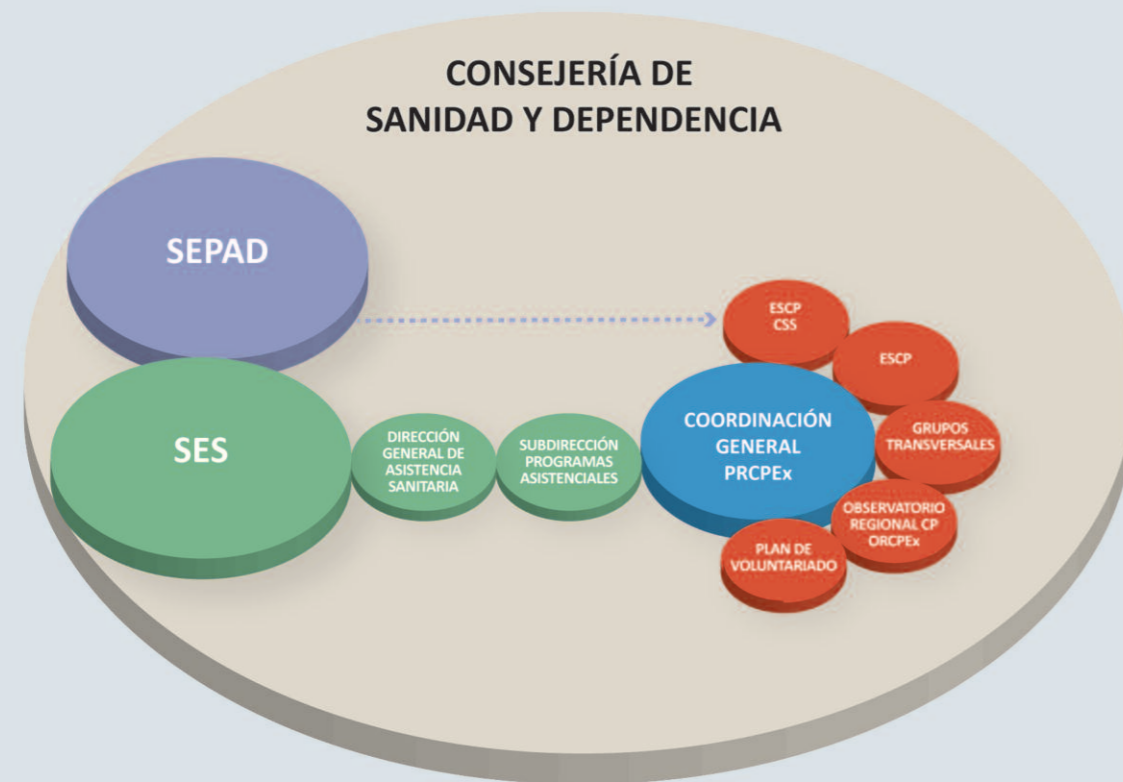 CONSEJERÍA DE
SANIDAD Y DEPENDENCIA
SEPAD
ESCP
CSS
ESCP
SES
DIRECCIÓN
GENERAL DE
ASISTENCIA
SANITARIA
SUBDIRECCIÓN
PROGRAMAS
ASISTENCIALES
COORDINACIÓN
GENERAL
PRCPEx
GRUPOS
TRANSVERSALES
OBSERVATORIO
REGIONAL CP
ORCPEx
PLAN DE
VOLUNTARIADO